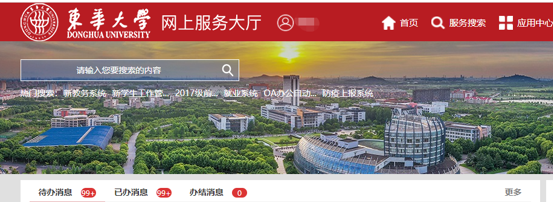 東華大學 网上服务大厅 首页 服务搜索 应用中心
DONGHUA UNIVERSITY
请输入您要搜索的内容
热门搜索: 新教务系统 新学生工作管... 2017级前... 就业系统 OA办公自动... 防疫上报系统
待办消息 99+ 已办消息 99+ 办结消息 0 更多